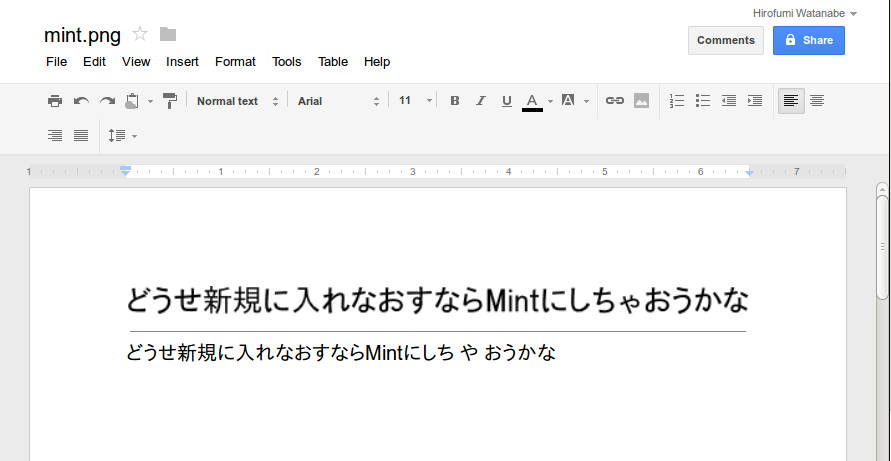 Hirofumi Watanabe
mint.png
Comments
Share
File Edit View Insert Format Tools Table Help
Normal text Arial 11 B I U A A
1 1 2 3 4 5 6 7
どうせ新規に入れなおすならMintにしちゃおうかな
どうせ新規に入れなおすならMintにしち や おうかな